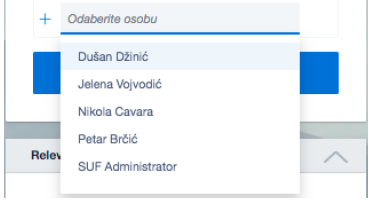 + Odaberite osobu
Dušan Džinić
Jelena Vojvodić
Nikola Cavara
Petar Brčić
Relev
SUF Administrator